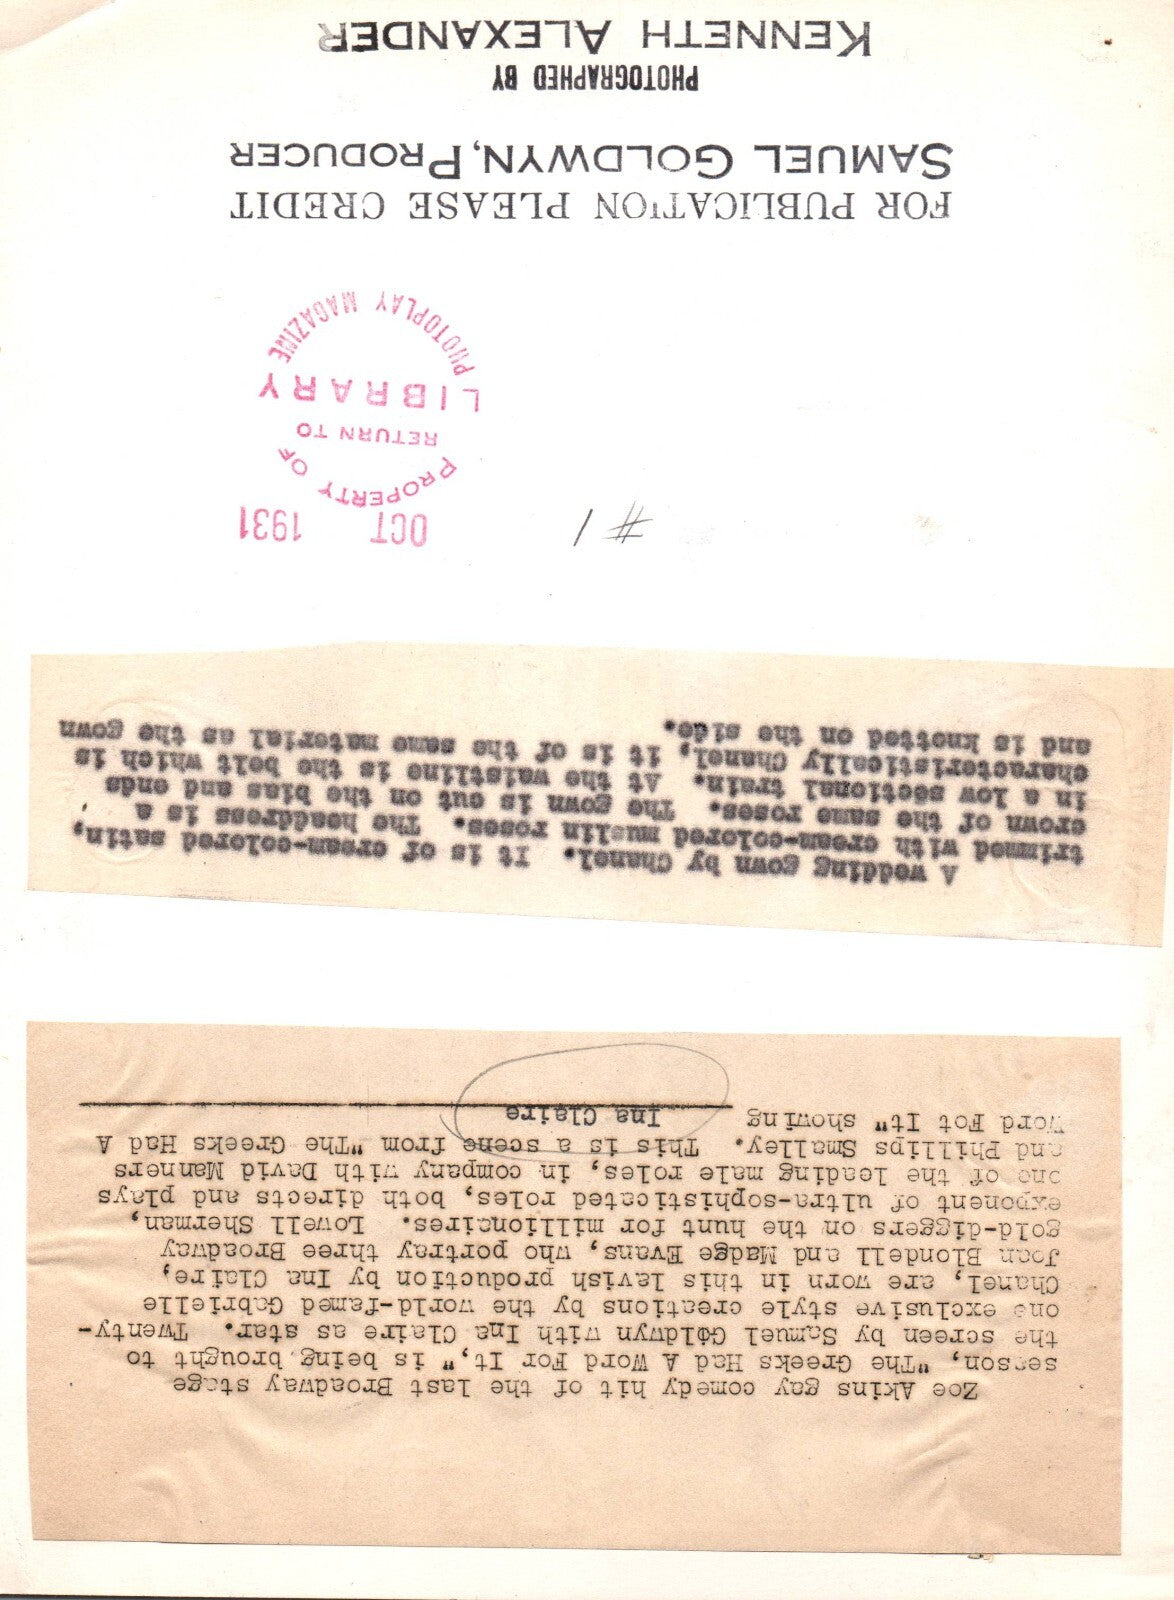 Zoe Akins gay comedy hit of the last Broadway stage
season, "The Greeks Had A Word For It," is being brought to
the screen by Samuel Goldwyn with Ina Claire as star. Twenty-
one exclusive style creations by the world-famed Gabrielle
Chanel, are worn in this lavish production by Ina Claire,
Joan Blondell and Madge Evans, who portray three Broadway
gold-diggers on the hunt for millionaires. Lowell Sherman,
exponent of ultra-sophisticated roles, both directs and plays
one of the leading male roles, in company with David Manners
and Phillips Smalley. This is a scene from "The Greeks Had A
Word Fot It" showing Ina Claire
A wedding gown by Chanel. It is of cream-colored satin,
trimmed with cream-colored muslin roses. The headdress is a
crown of the same roses. The gown is cut on the bias and ends
in a low sectional train. At the waistline is the belt which is
characteristically Chanel, it is of the same material as the gown
and is knotted on the side.
# 1
OCT 1931
PROPERTY OF
RETURN TO
LIBRARY
PHOTOPLAY MAGAZINE
FOR PUBLICATION PLEASE CREDIT
SAMUEL GOLDWYN, PRODUCER
PHOTOGRAPHED BY
KENNETH ALEXANDER